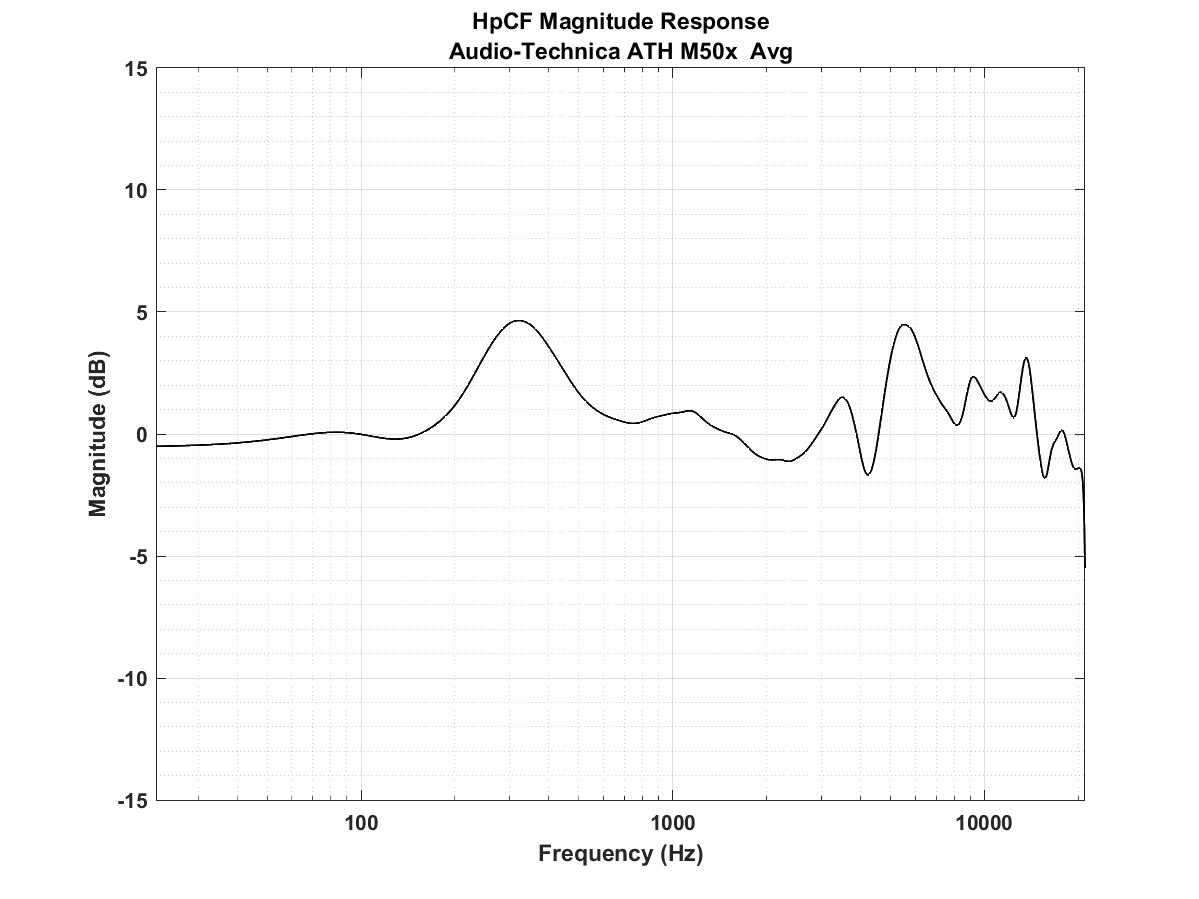 HpCF Magnitude Response
Audio-Technica ATH M50x  Avg
15
10
5
0
-5
-10
-15
Magnitude (dB)
100
1000
10000
Frequency (Hz)